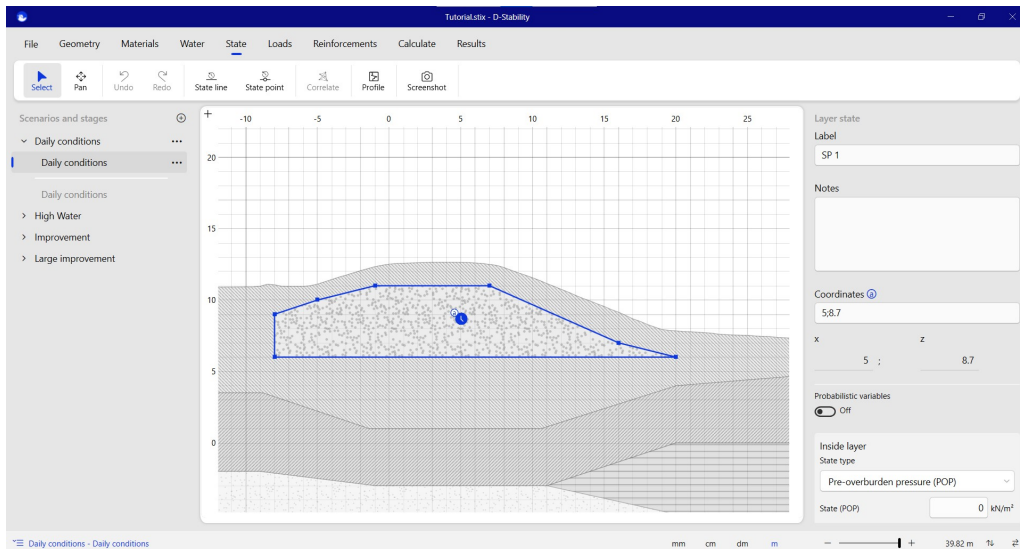 Tutorial.stix - D-Stability
File Geometry Materials Water State Loads Reinforcements Calculate Results
Select Pan Undo Redo State line State point Correlate Profile Screenshot
Scenarios and stages
Daily conditions
Daily conditions
Daily conditions
High Water
Improvement
Large improvement
-10 -5 0 5 10 15 20 25
20
15
10
5
0
a
Layer state
Label
SP 1
Notes
Coordinates a
5;8.7
x z
5 ; 8.7
Probabilistic variables
Off
Inside layer
State type
Pre-overburden pressure (POP)
State (POP) 0 kN/m²
Daily conditions - Daily conditions mm cm dm m 39.82 m